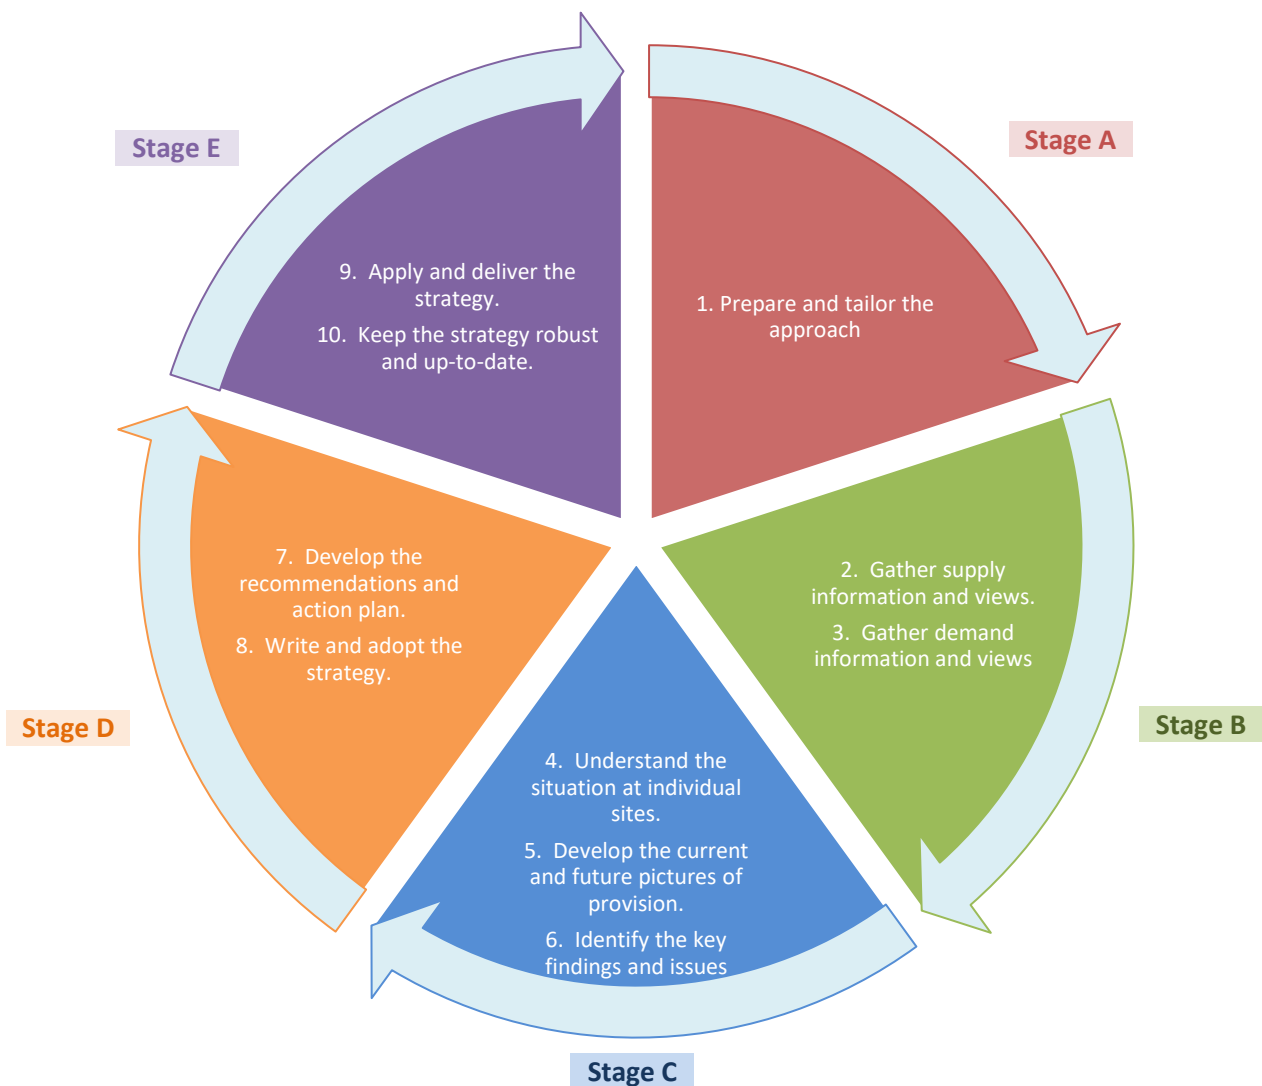 Stage A
1. Prepare and tailor the
approach
Stage B
2.  Gather supply
information and views.
3.  Gather demand
information and views
Stage C
4.  Understand the
situation at individual
sites.
5.  Develop the current
and future pictures of
provision.
6.  Identify the key
findings and issues
Stage D
7.  Develop the
recommendations and
action plan.
8.  Write and adopt the
strategy.
Stage E
9.  Apply and deliver the
strategy.
10.  Keep the strategy robust
and up-to-date.